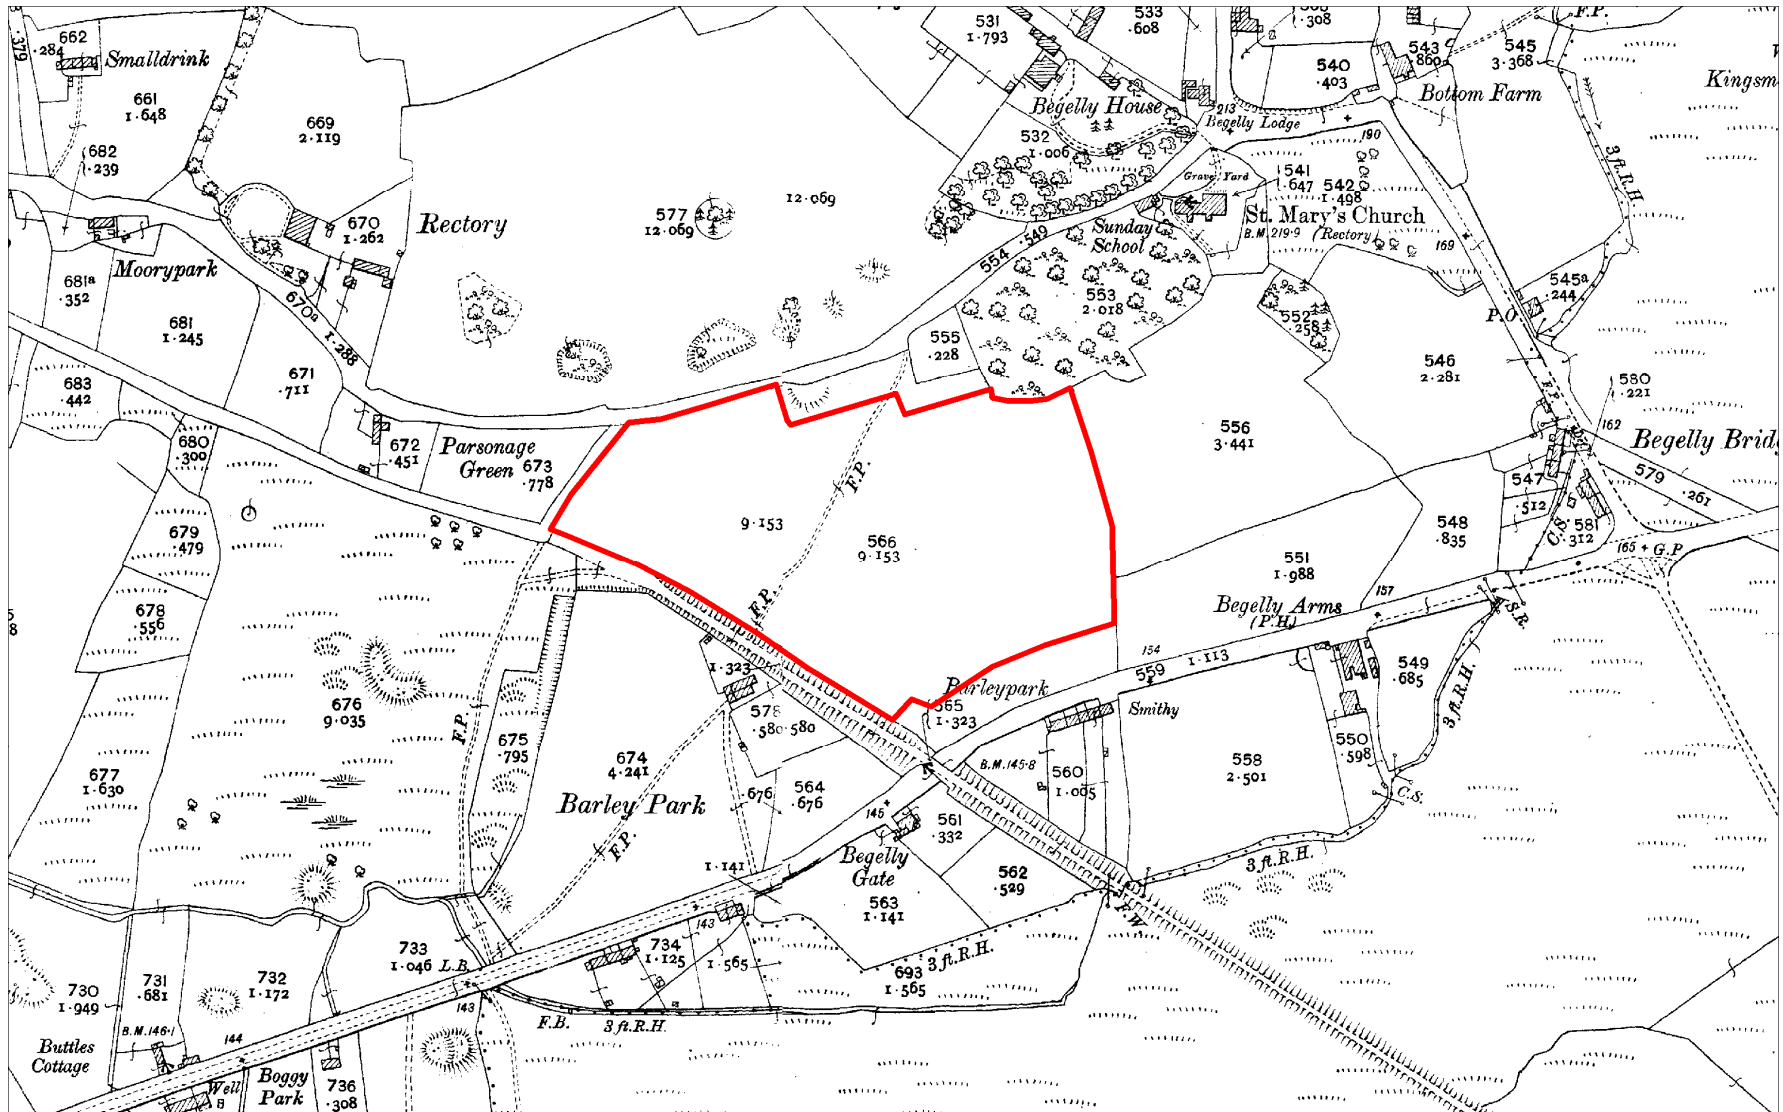 662
.284
.379
Smalldrink
661
1.648
669
2.119
682
.239
531
1.793
533
.608
.308
F.P.
543
.860
545
3.368
540
.403
Bottom Farm
Kingsm
Begelly House
213
Begelly Lodge
190
532
1.006
Grave Yard
541
.647
542
1.498
3 ft. R.H.
Rectory
670
1.262
577
12.069
12.069
St. Mary's Church
B.M. 219.9
(Rectory)
169
Sunday
School
554
.549
Moorypark
681a
.352
681
1.245
670a
1.288
553
2.018
552
.258
545a
.244
P.O.
555
.228
546
2.281
580
1.221
683
.442
671
.711
F.P.
162
680
.300
672
.451
Parsonage
Green
673
.778
556
3.441
Begelly Brid
579
.261
547
.512
F.P.
679
.479
9.153
566
9.153
548
.835
C.S.
581
.312
165
G.P
551
1.988
678
.556
F.P.
Begelly Arms
(P.H)
157
S.R.
154
559
1.113
549
.685
3 ft. R.H.
676
9.035
F.P.
1.323
Parleypark
565
1.323
Smithy
578
.580
.580
675
.795
674
4.241
550
.598
558
2.501
677
1.630
B.M. 145.8
560
1.005
564
.676
.676
C.S.
Barley Park
145
561
.332
F.P.
Begelly
Gate
1.141
562
.529
3 ft. R.H.
563
1.141
F.W.
143
733
1.046
L.B.
734
1.125
1.565
3 ft. R.H.
693
1.565
730
1.949
731
.681
732
1.172
143
F.B.
3 ft. R.H.
B.M. 146.1
144
Buttles
Cottage
Well
Boggy
Park
736
.308